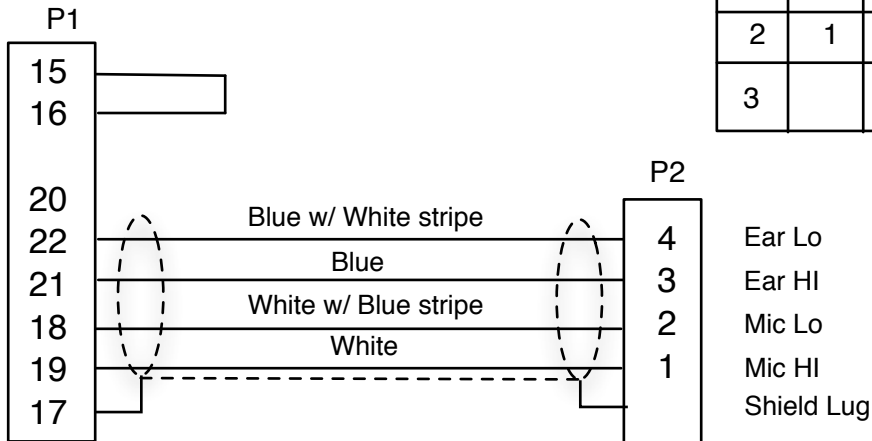 P1
2 1
3
15
16
P2
20
Blue w/ White stripe
22
4 Ear Lo
Blue
21
3 Ear HI
White w/ Blue stripe
18
2 Mic Lo
White
19
1 Mic HI
17
Shield Lug